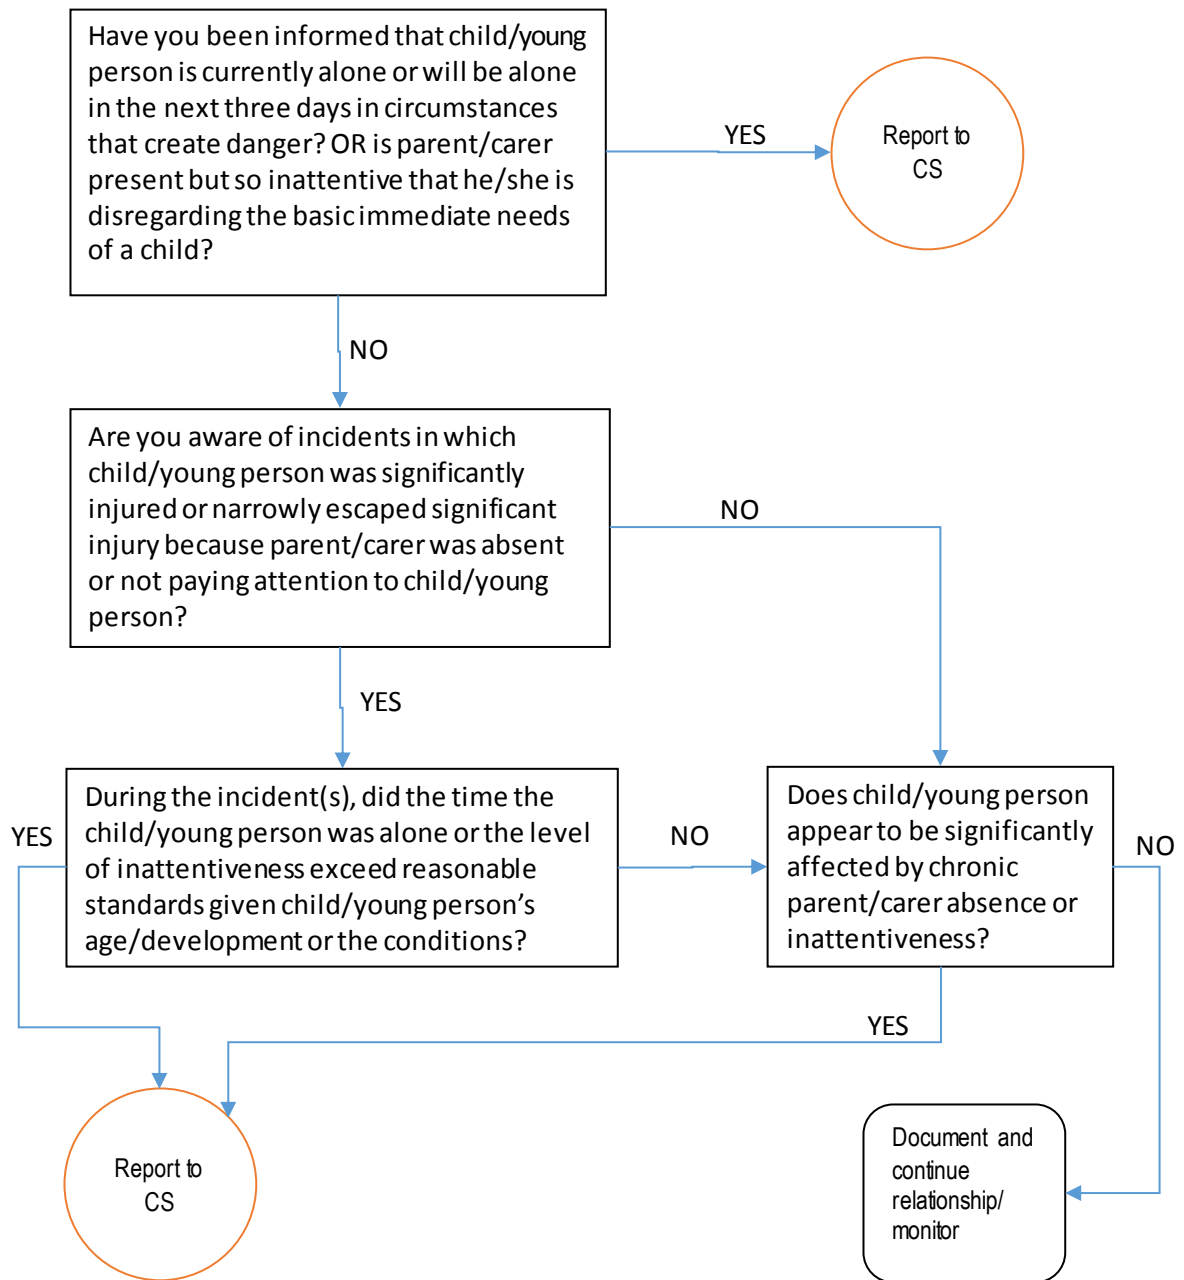 Have you been informed that child/young
person is currently alone or will be alone
in the next three days in circumstances
that create danger? OR is parent/carer
present but so inattentive that he/she is
disregarding the basic immediate needs
of a child?
YES
Report to
CS
NO
Are you aware of incidents in which
child/young person was significantly
injured or narrowly escaped significant
injury because parent/carer was absent
or not paying attention to child/young
person?
NO
YES
During the incident(s), did the time the
child/young person was alone or the level
of inattentiveness exceed reasonable
standards given child/young person’s
age/development or the conditions?
YES
NO
Does child/young person
appear to be significantly
affected by chronic
parent/carer absence or
inattentiveness?
NO
YES
Report to
CS
Document and
continue
relationship/
monitor